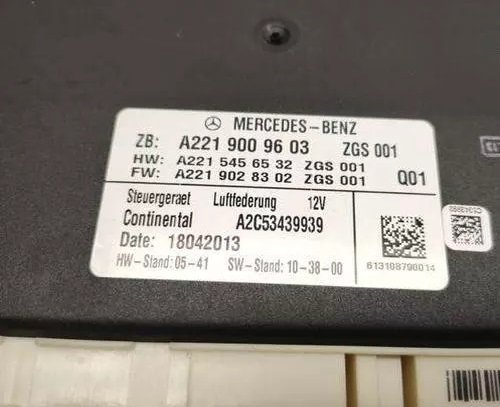 MERCEDES-BENZ
ZB: A221 900 96 03 ZGS 001
HW: A221 545 65 32 ZGS 001
FW: A221 902 83 02 ZGS 001 Q01
Steuergeraet Luftfederung 12V
Continental A2C53439939
Date: 18042013
HW-Stand: 05-41 SW-Stand: 10-38-00
613108790014